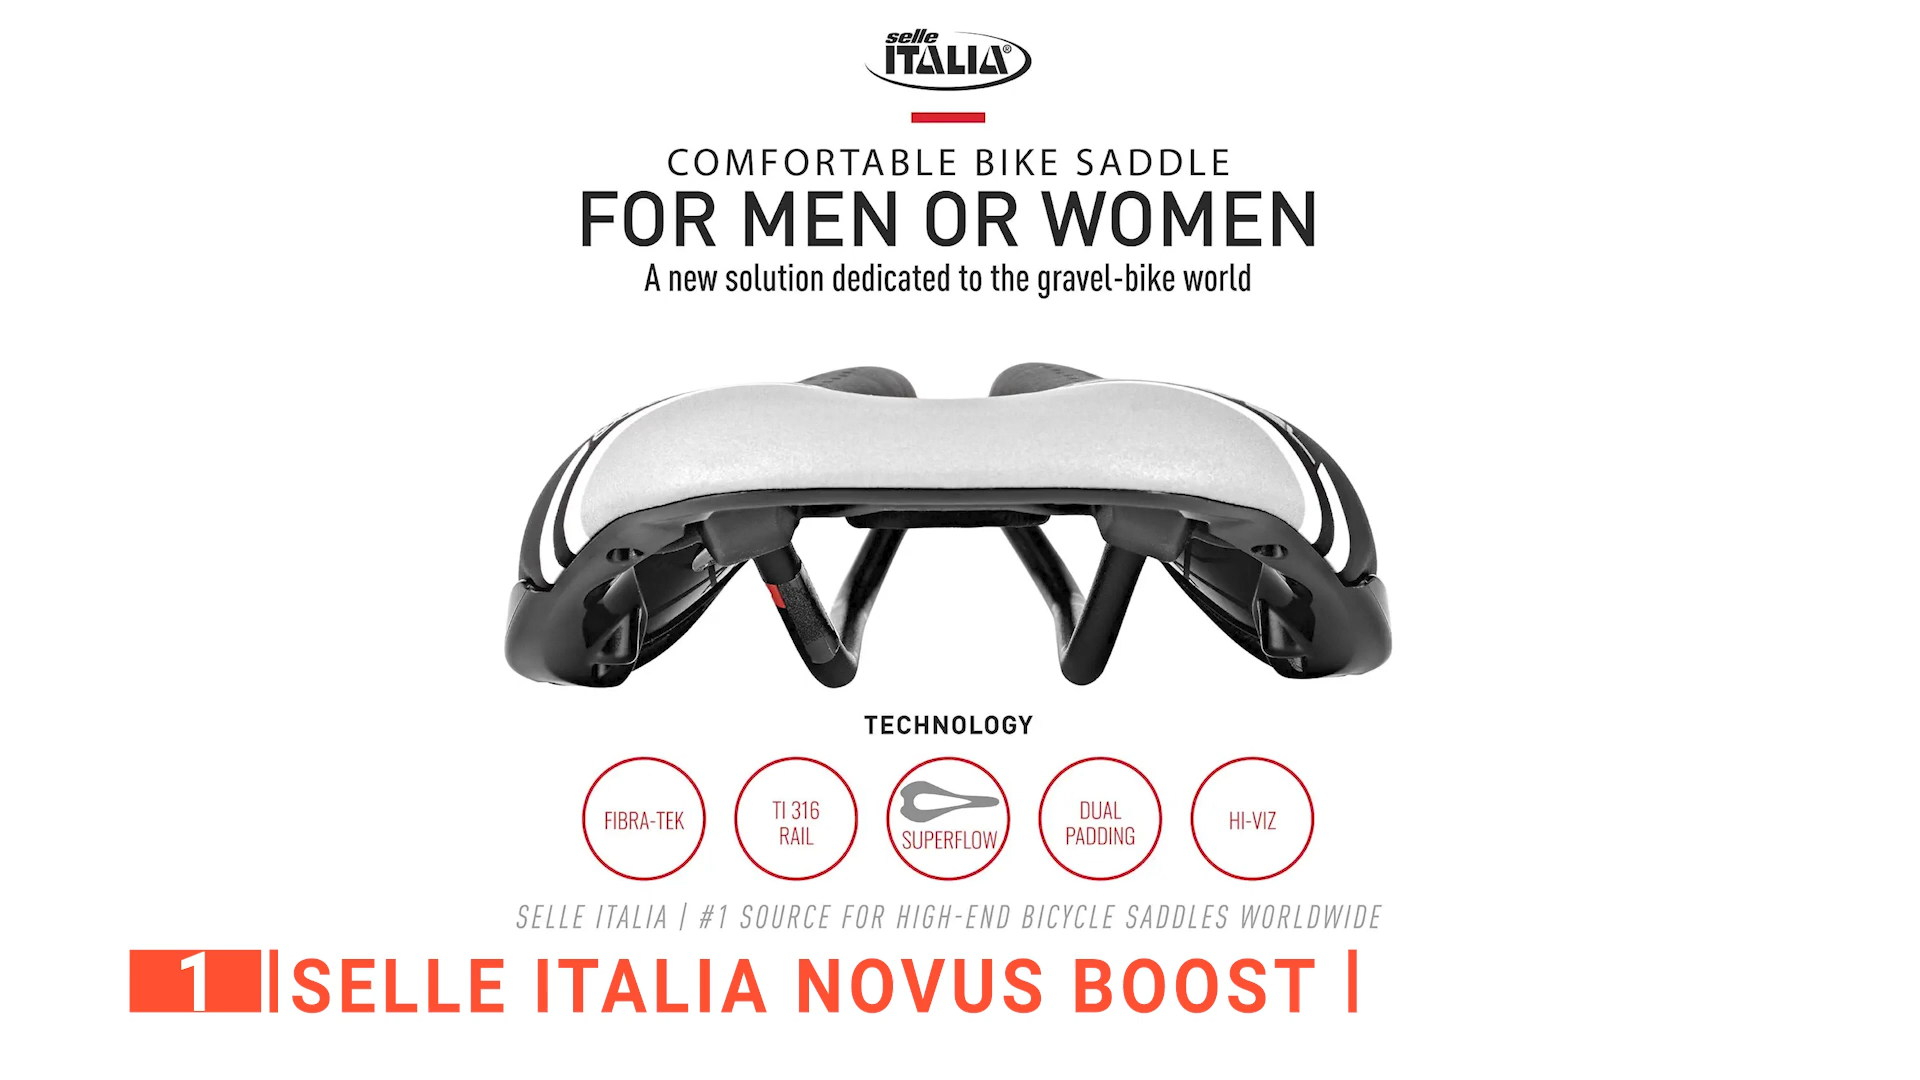 selle
ITALIA®
COMFORTABLE BIKE SADDLE
FOR MEN OR WOMEN
A new solution dedicated to the gravel-bike world
TECHNOLOGY
FIBRA-TEK
TI 316
RAIL
SUPERFLOW
DUAL
PADDING
HI-VIZ
SELLE ITALIA | #1 SOURCE FOR HIGH-END BICYCLE SADDLES WORLDWIDE
1 SELLE ITALIA NOVUS BOOST